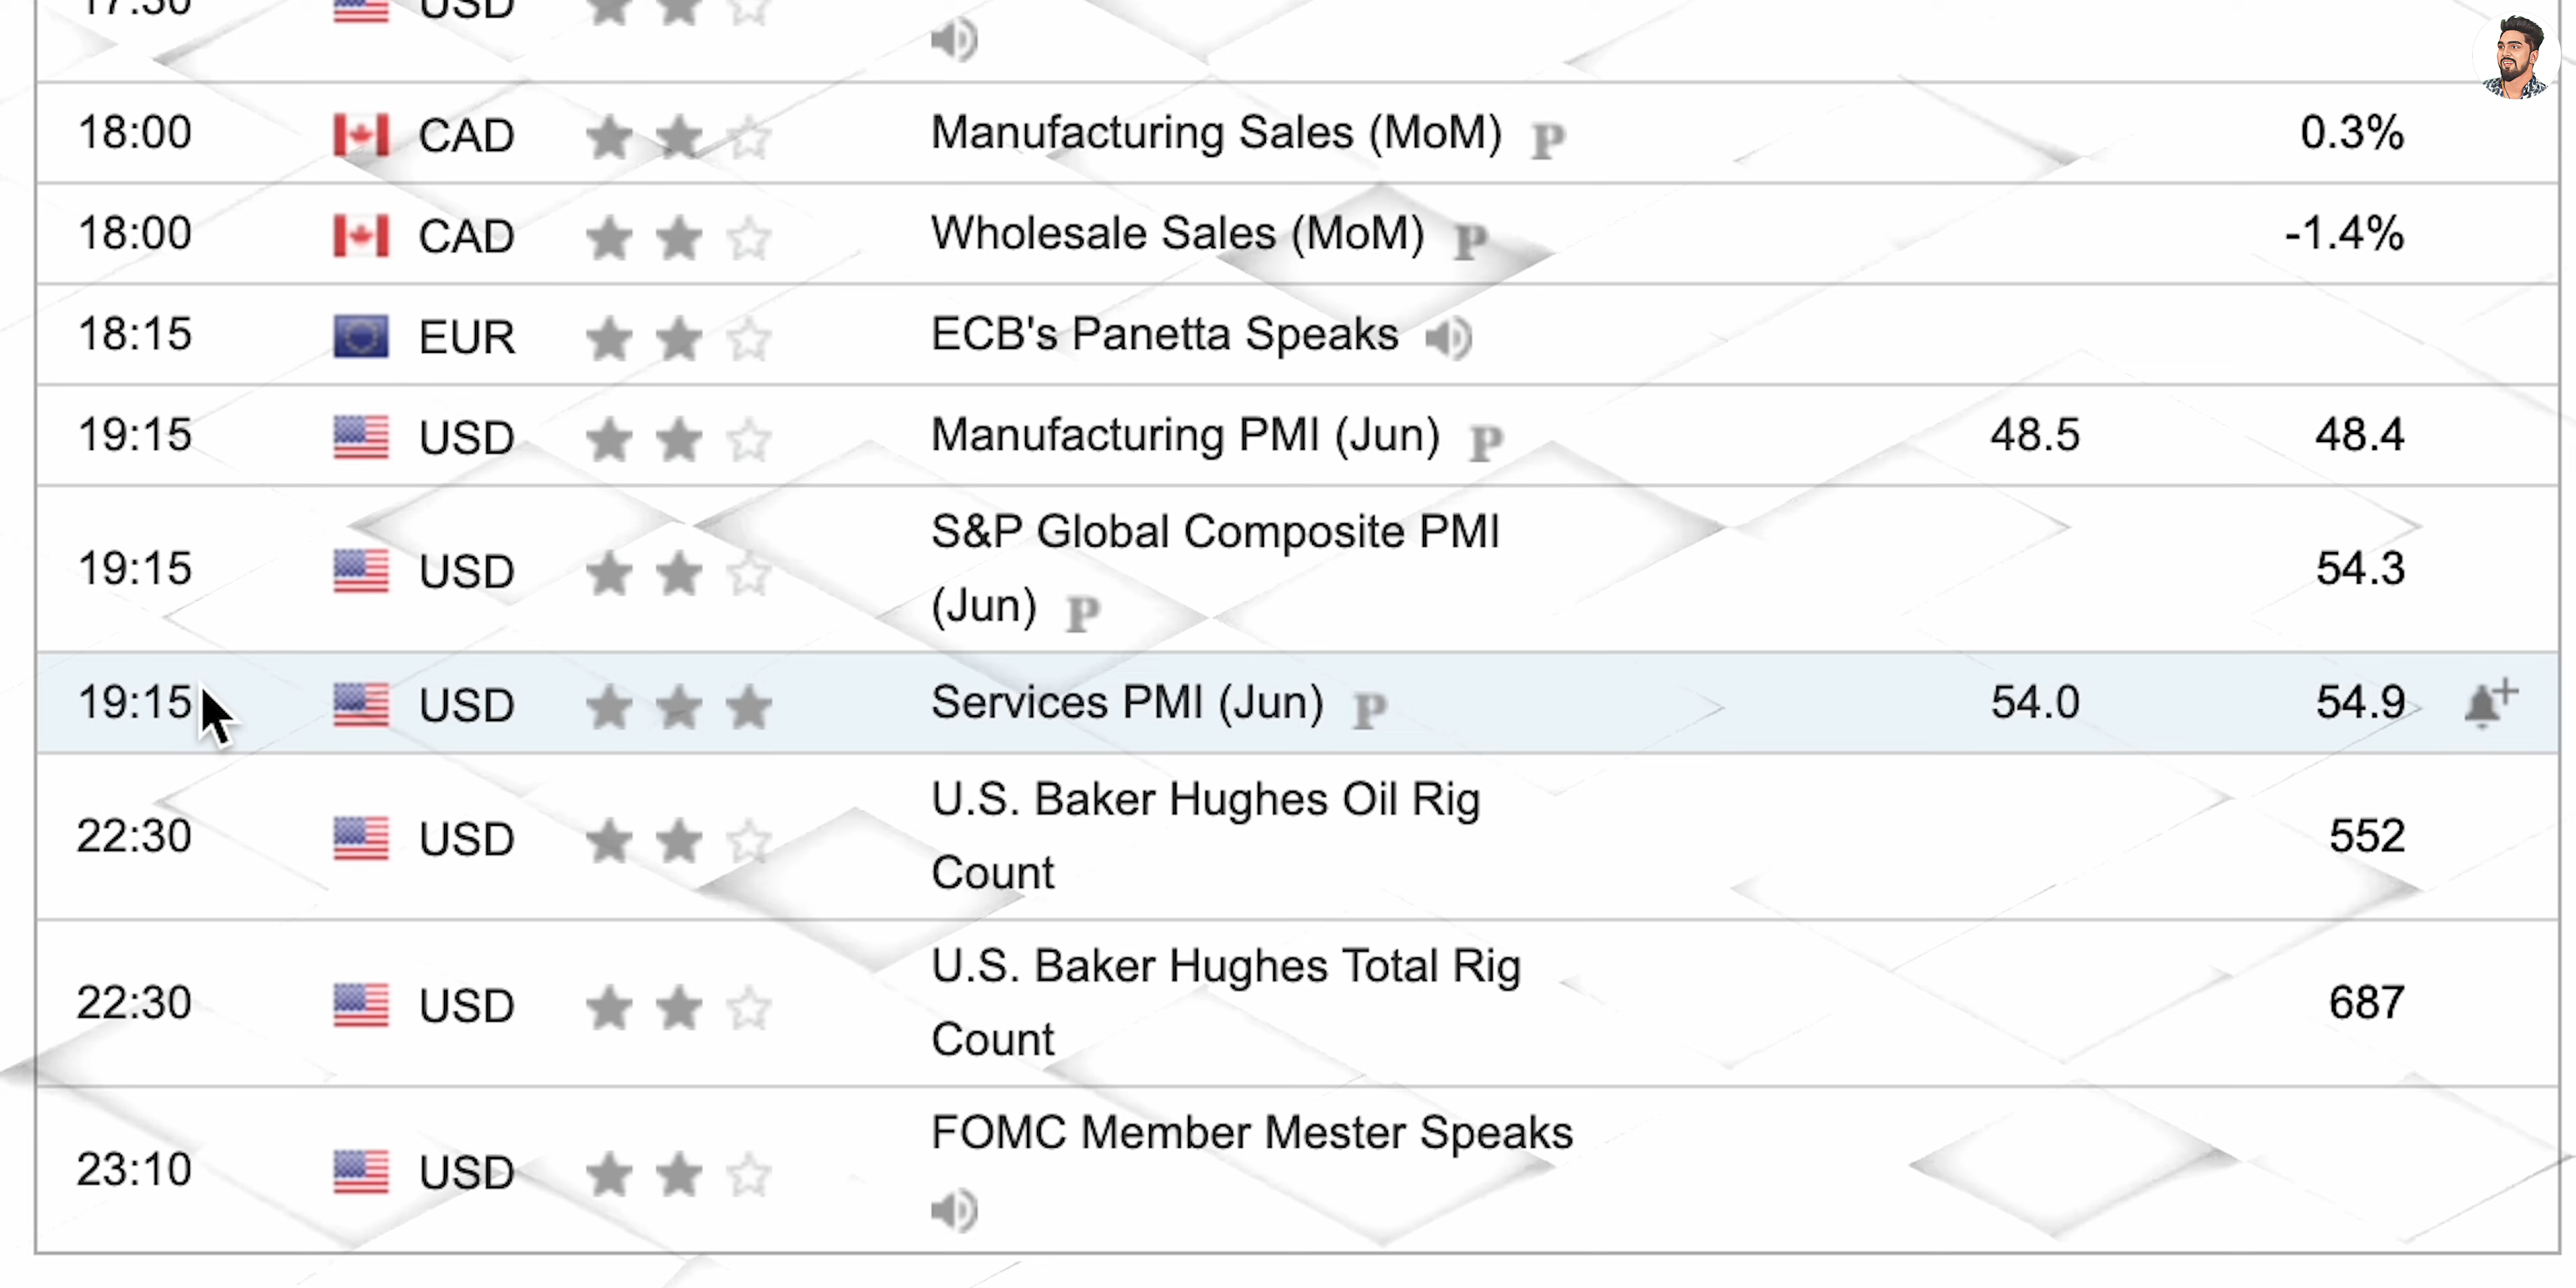 17:30 USD
18:00 CAD Manufacturing Sales (MoM) P 0.3%
18:00 CAD Wholesale Sales (MoM) P -1.4%
18:15 EUR ECB's Panetta Speaks
19:15 USD Manufacturing PMI (Jun) P 48.5 48.4
S&P Global Composite PMI
19:15 USD 54.3
(Jun) P
19:15 USD Services PMI (Jun) P 54.0 54.9
U.S. Baker Hughes Oil Rig
22:30 USD 552
Count
U.S. Baker Hughes Total Rig
22:30 USD 687
Count
FOMC Member Mester Speaks
23:10 USD